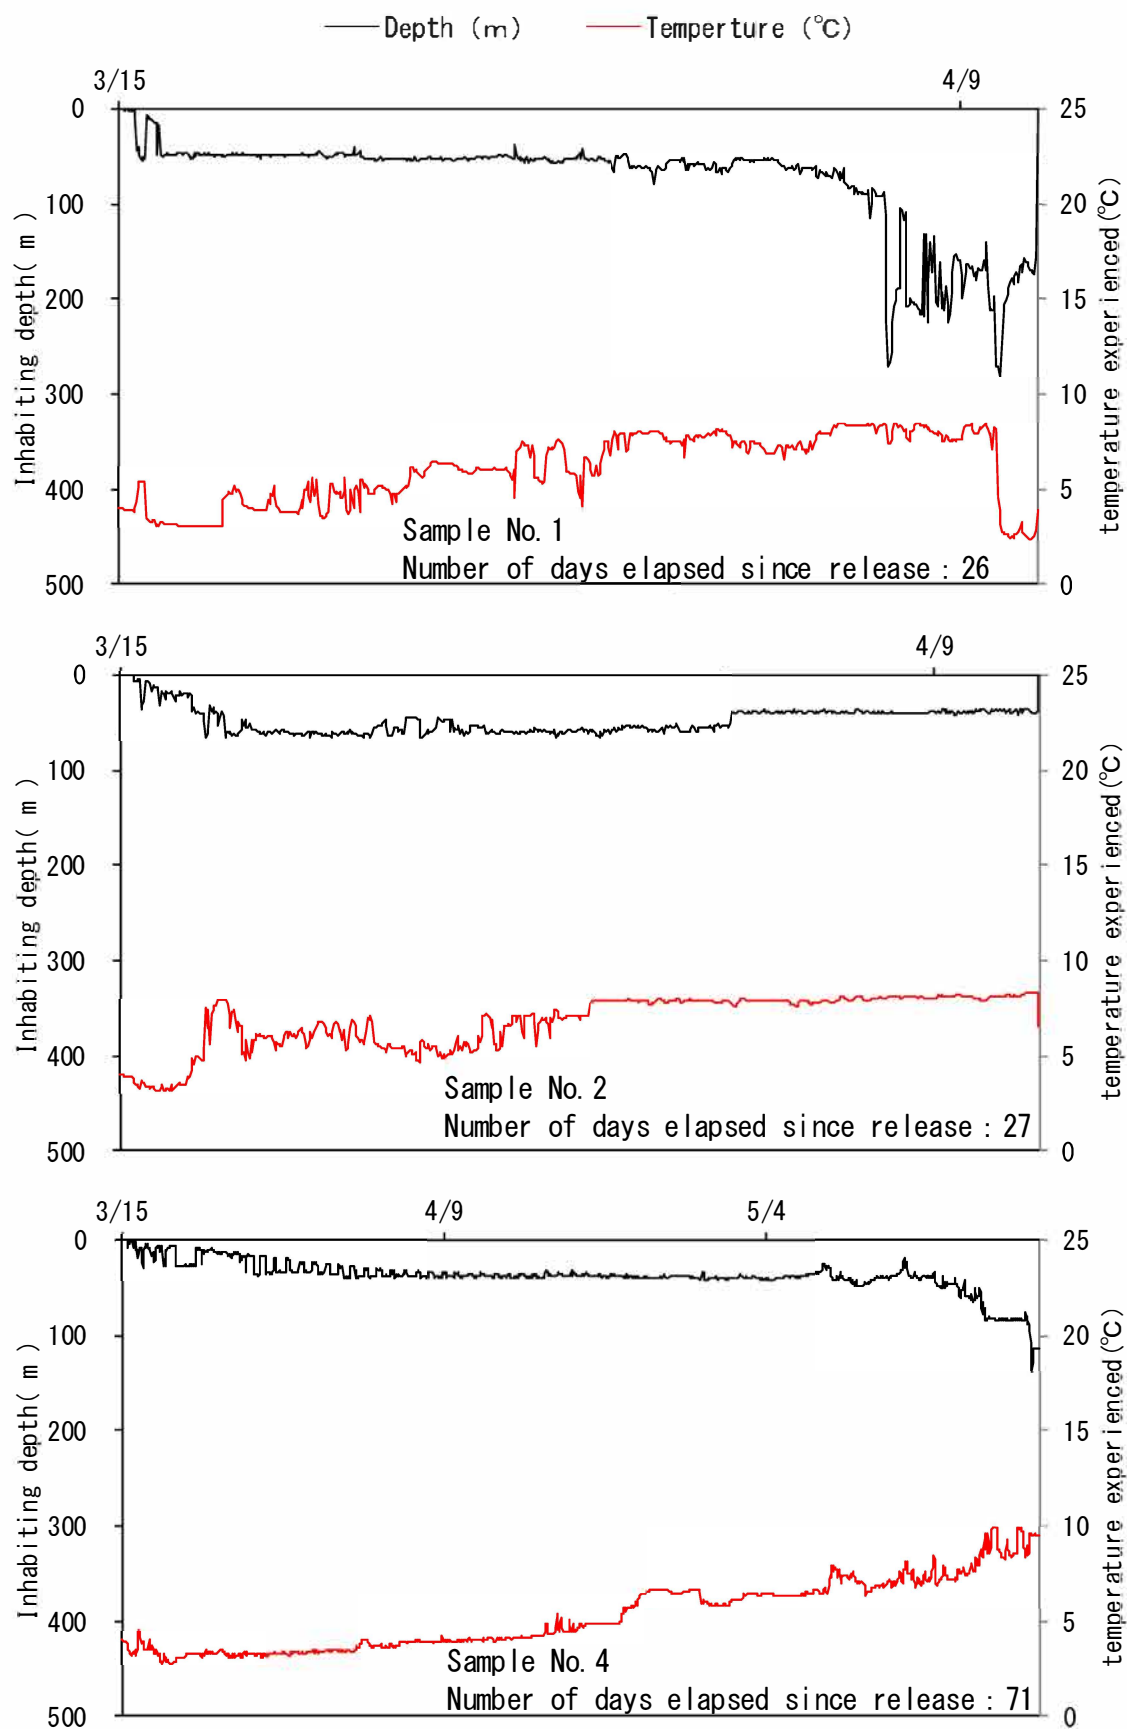 Depth (m) Temperture (℃)
3/15 4/9
0 25
100 20
200 15
300 10
400 5
500 0
Inhabiting depth( m )
temperature experienced(℃)
Sample No.1
Number of days elapsed since release : 26
3/15 4/9
0 25
100 20
200 15
300 10
400 5
500 0
Inhabiting depth( m )
temperature experienced(℃)
Sample No.2
Number of days elapsed since release : 27
3/15 4/9 5/4
0 25
100 20
200 15
300 10
400 5
500 0
Inhabiting depth( m )
temperature experienced(℃)
Sample No.4
Number of days elapsed since release : 71